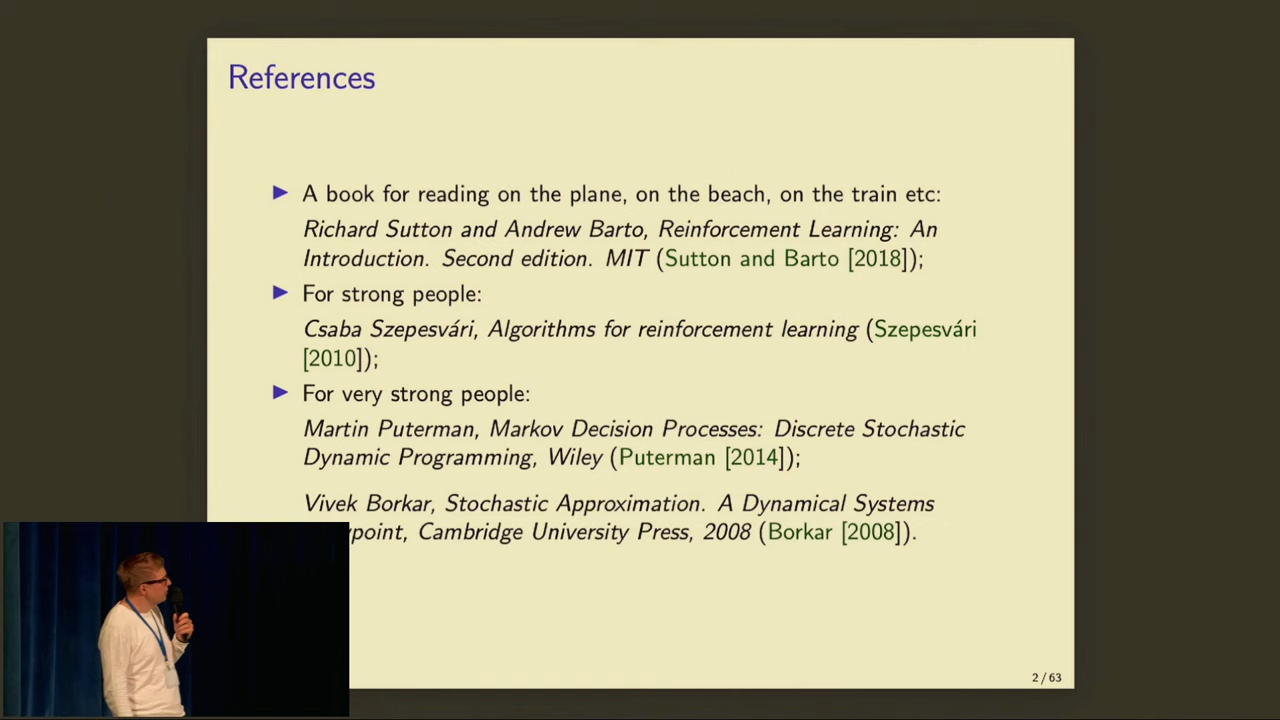 References
▶ A book for reading on the plane, on the beach, on the train etc:
Richard Sutton and Andrew Barto, Reinforcement Learning: An
Introduction. Second edition. MIT (Sutton and Barto [2018]);
▶ For strong people:
Csaba Szepesvári, Algorithms for reinforcement learning (Szepesvári
[2010]);
▶ For very strong people:
Martin Puterman, Markov Decision Processes: Discrete Stochastic
Dynamic Programming, Wiley (Puterman [2014]);
Vivek Borkar, Stochastic Approximation. A Dynamical Systems
point, Cambridge University Press, 2008 (Borkar [2008]).
2 / 63